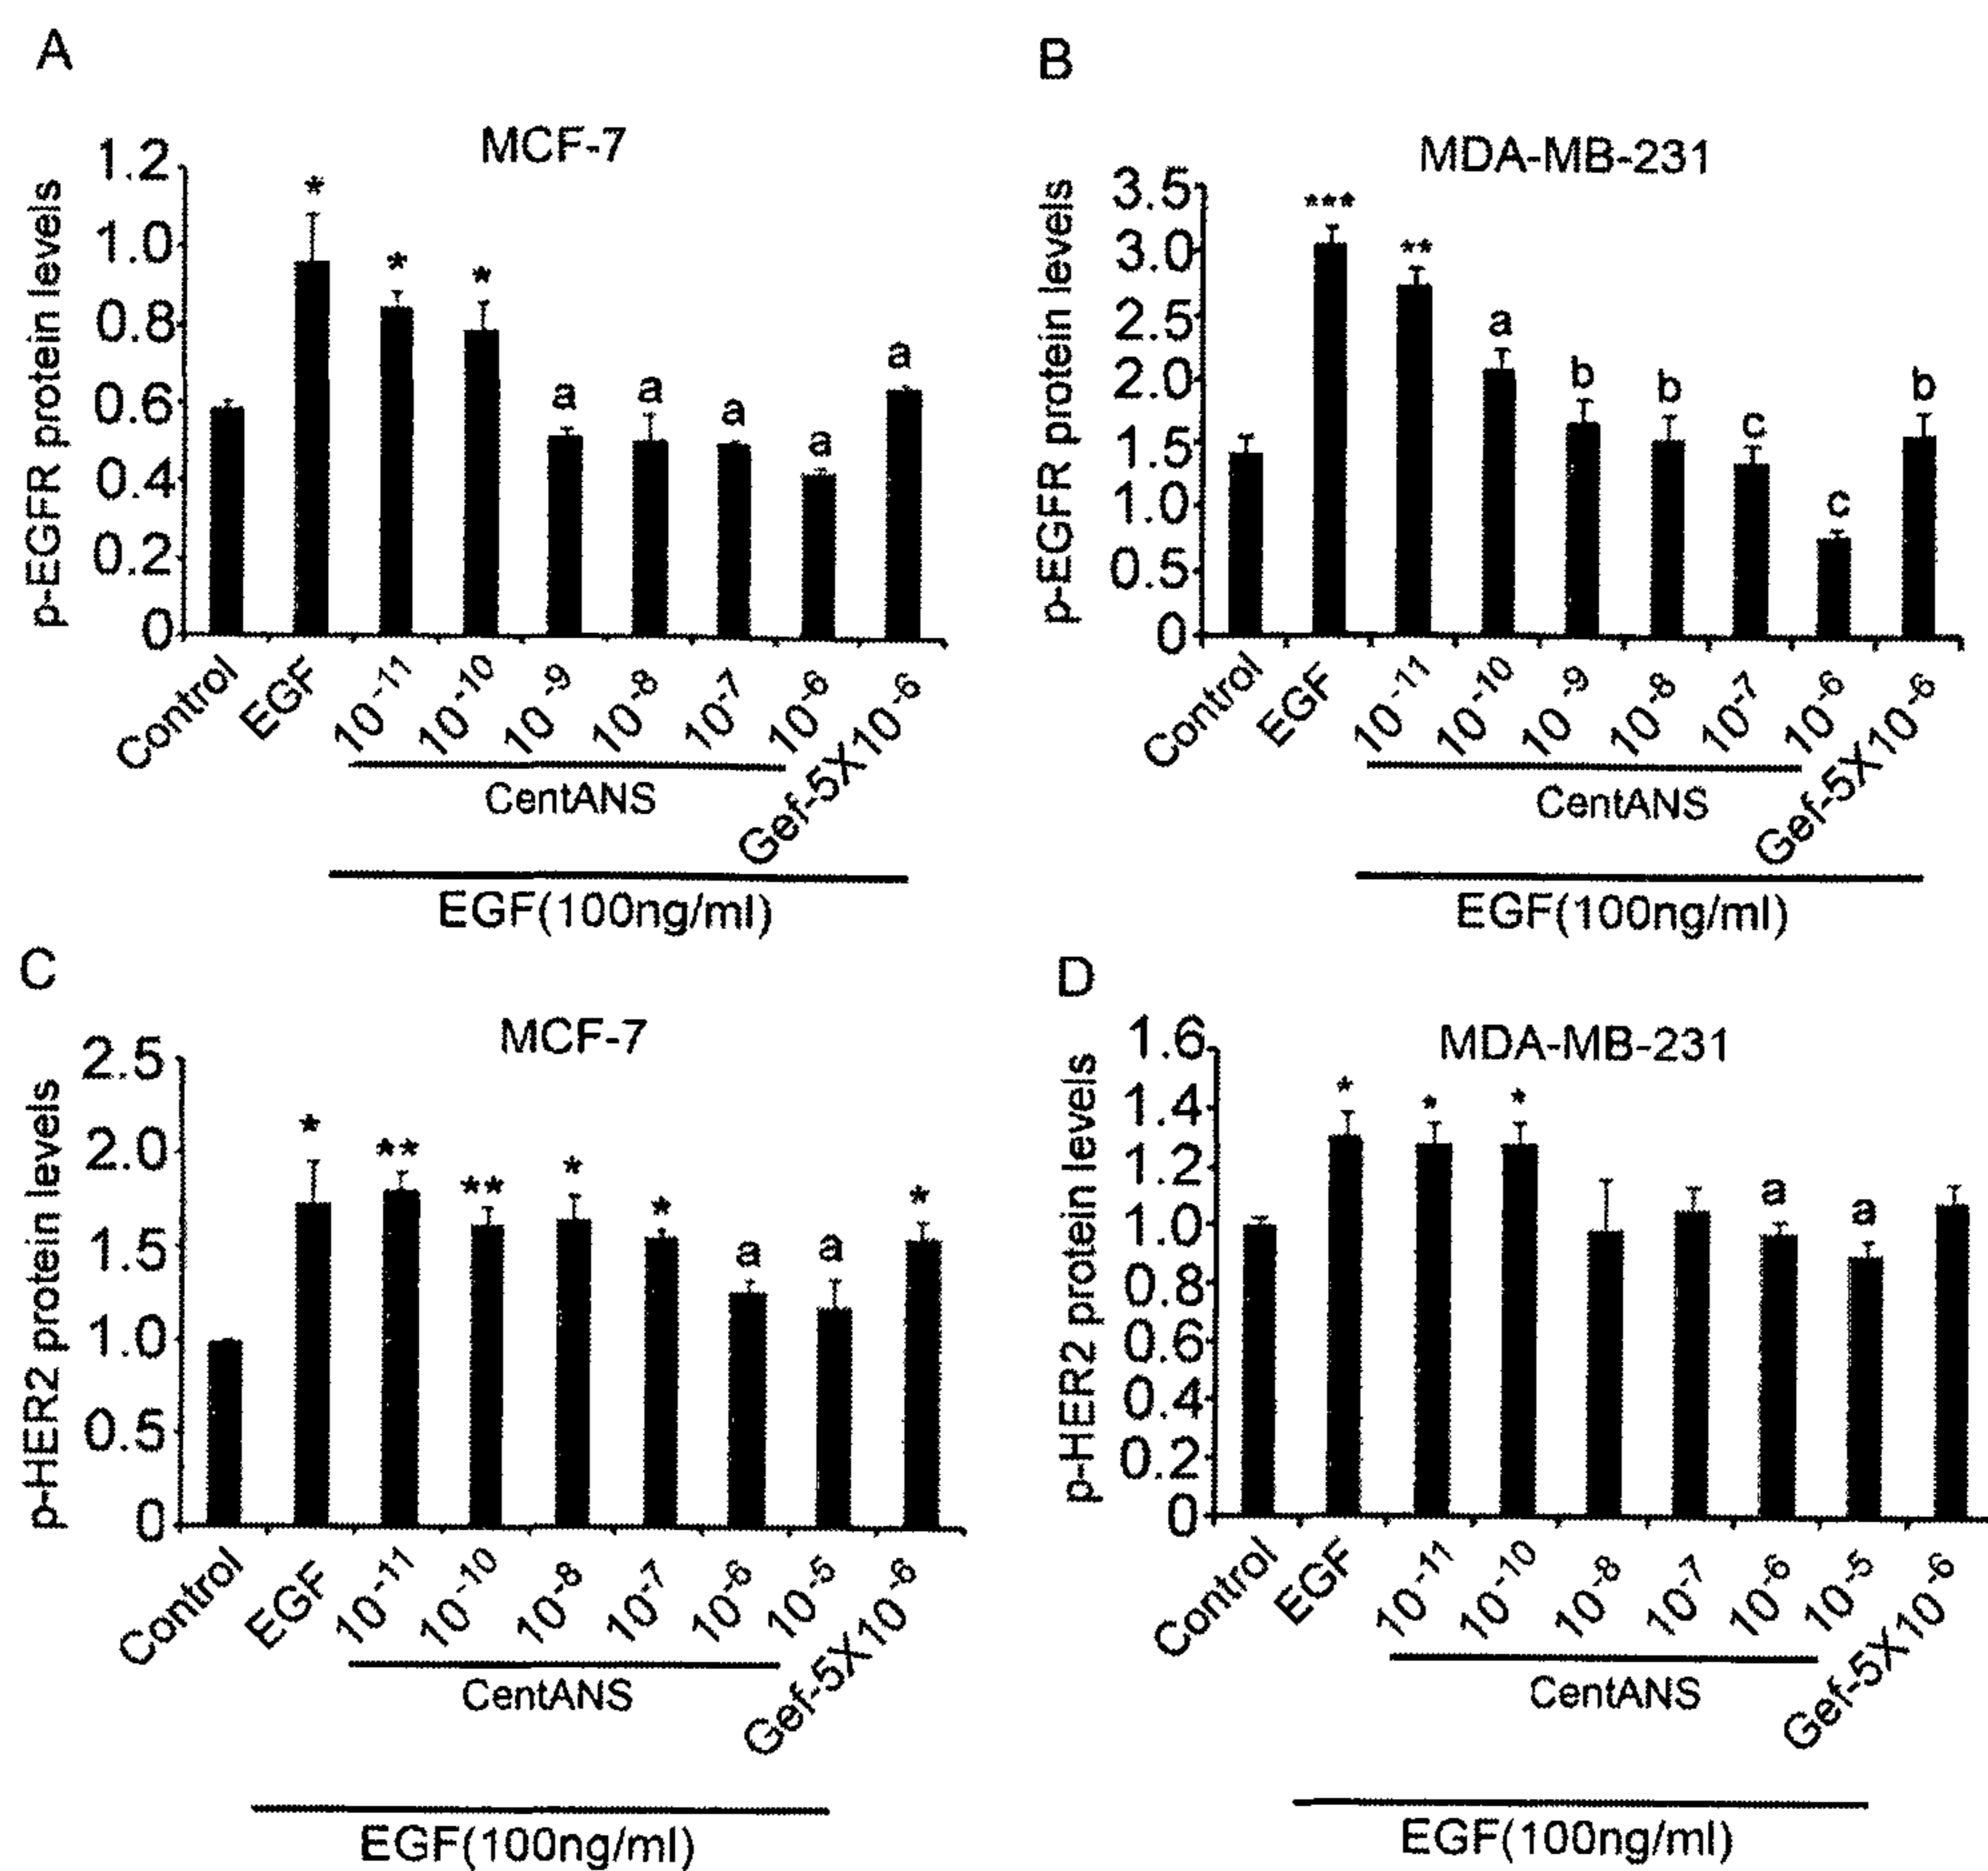 A
MCF-7
p-EGFR protein levels
1.2
1.0
0.8
0.6
0.4
0.2
0
* * * a a a a a
Control EGF 10-11 10-10 10-9 10-8 10-7 10-6 Gef-5X10-6
CentANS
EGF(100ng/ml)
B
MDA-MB-231
p-EGFR protein levels
3.5
3.0
2.5
2.0
1.5
1.0
0.5
0
*** ** a b b c c b
Control EGF 10-11 10-10 10-9 10-8 10-7 10-6 Gef-5X10-6
CentANS
EGF(100ng/ml)
C
MCF-7
p-HER2 protein levels
2.5
2.0
1.5
1.0
0.5
0
* ** ** * * a a *
Control EGF 10-11 10-10 10-8 10-7 10-6 10-5 Gef-5X10-6
CentANS
EGF(100ng/ml)
D
MDA-MB-231
p-HER2 protein levels
1.6
1.4
1.2
1.0
0.8
0.6
0.4
0.2
0
* * * a a
Control EGF 10-11 10-10 10-8 10-7 10-6 10-5 Gef-5X10-6
CentANS
EGF(100ng/ml)